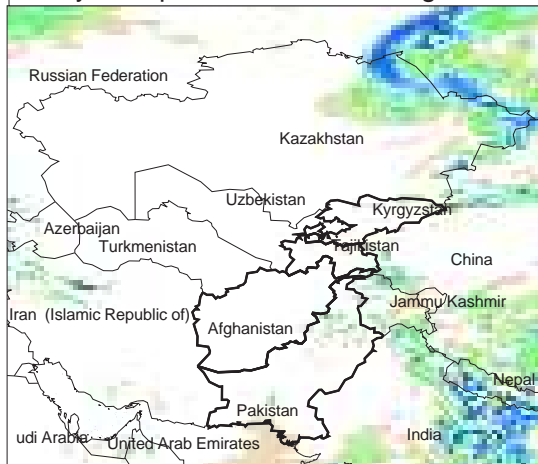 Russian Federation
Kazakhstan
Uzbekistan
Kyrgyzstan
Azerbaijan
Turkmenistan
Tajikistan
China
Jammu Kashmir
Iran (Islamic Republic of)
Afghanistan
Nepal
Pakistan
udi Arabia
United Arab Emirates
India